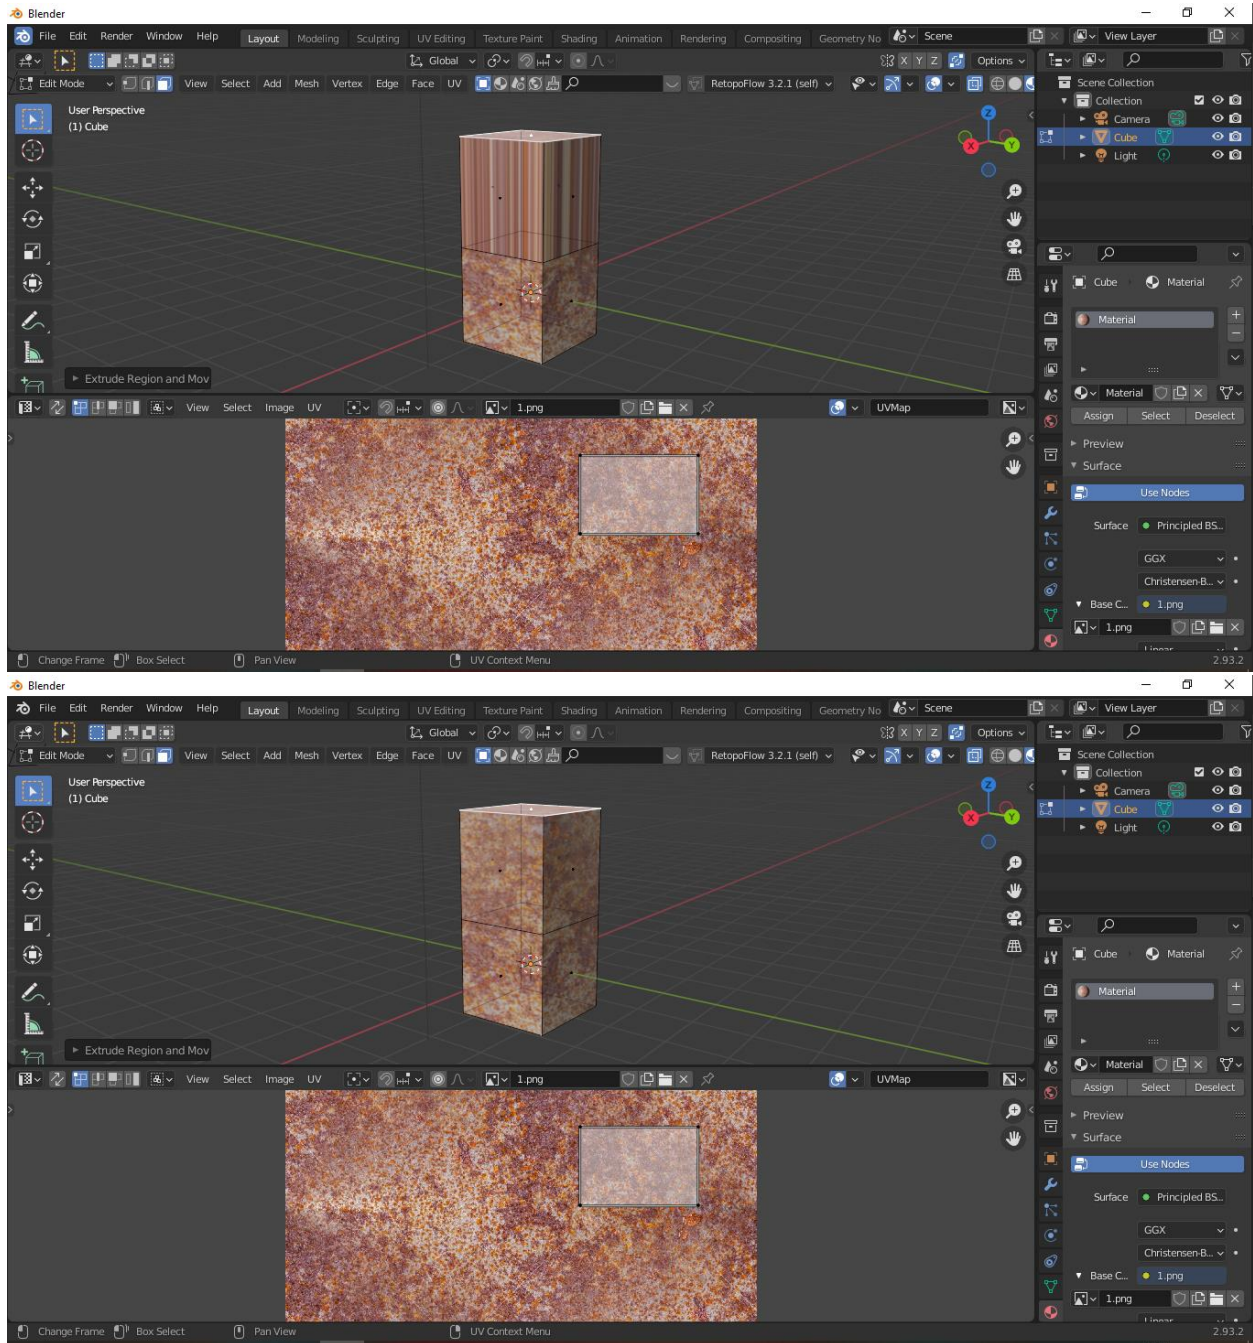 Blender
File Edit Render Window Help Layout Modeling Sculpting UV Editing Texture Paint Shading Animation Rendering Compositing Geometry No Scene View Layer
Global X Y Z Options
Edit Mode View Select Add Mesh Vertex Edge Face UV RetopoFlow 3.2.1 (self) Scene Collection
User Perspective Collection
(1) Cube Camera
Z Cube
X Y Light
Cube Material
Material
Extrude Region and Mov
Material
View Select Image UV 1.png UVMap Assign Select Deselect
Preview
Surface
Use Nodes
Surface Principled BS...
GGX
Christensen-B...
Base C... 1.png
1.png
Linear
Change Frame Box Select Pan View UV Context Menu 2.93.2
Blender
File Edit Render Window Help Layout Modeling Sculpting UV Editing Texture Paint Shading Animation Rendering Compositing Geometry No Scene View Layer
Global X Y Z Options
Edit Mode View Select Add Mesh Vertex Edge Face UV RetopoFlow 3.2.1 (self) Scene Collection
User Perspective Collection
(1) Cube Camera
Z Cube
X Y Light
Cube Material
Material
Extrude Region and Mov
Material
View Select Image UV 1.png UVMap Assign Select Deselect
Preview
Surface
Use Nodes
Surface Principled BS...
GGX
Christensen-B...
Base C... 1.png
1.png
Linear
Change Frame Box Select Pan View UV Context Menu 2.93.2